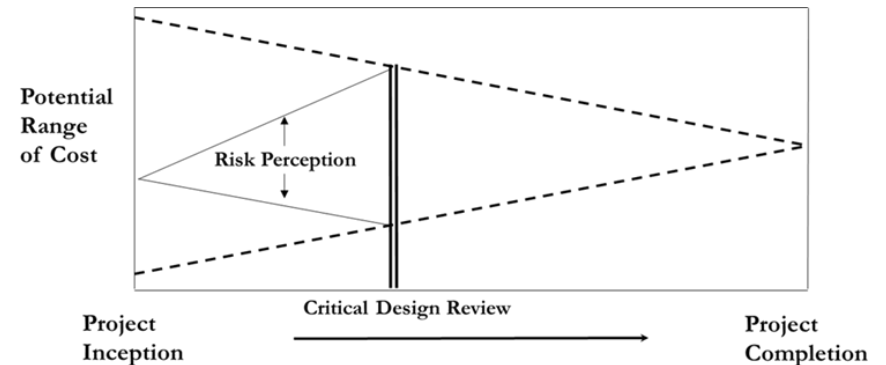 Potential
Range
of Cost
Risk Perception
Critical Design Review
Project
Inception
Project
Completion